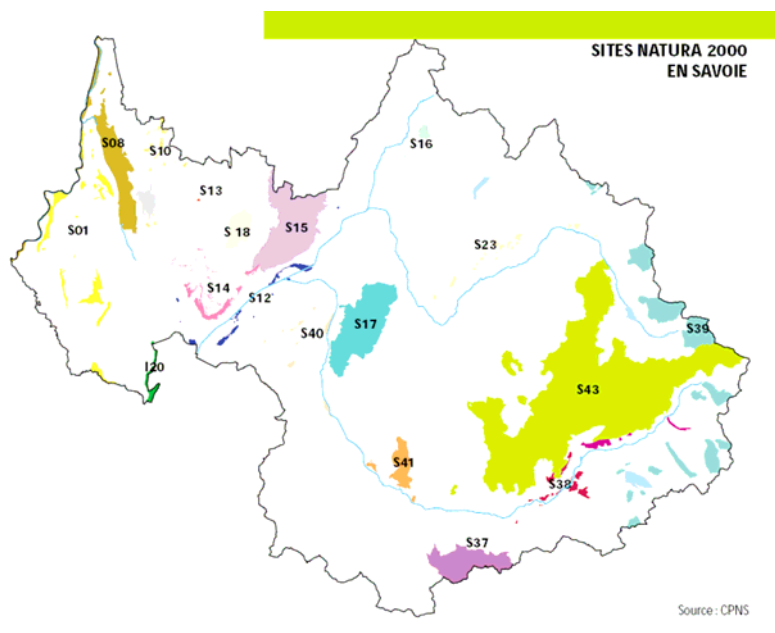 SITES NATURA 2000
EN SAVOIE
S08
S10
S16
S13
S01
S 18
S15
S23
S14
S12
S40
S17
S39
I20
S43
S41
S38
S37
Source : CPNS